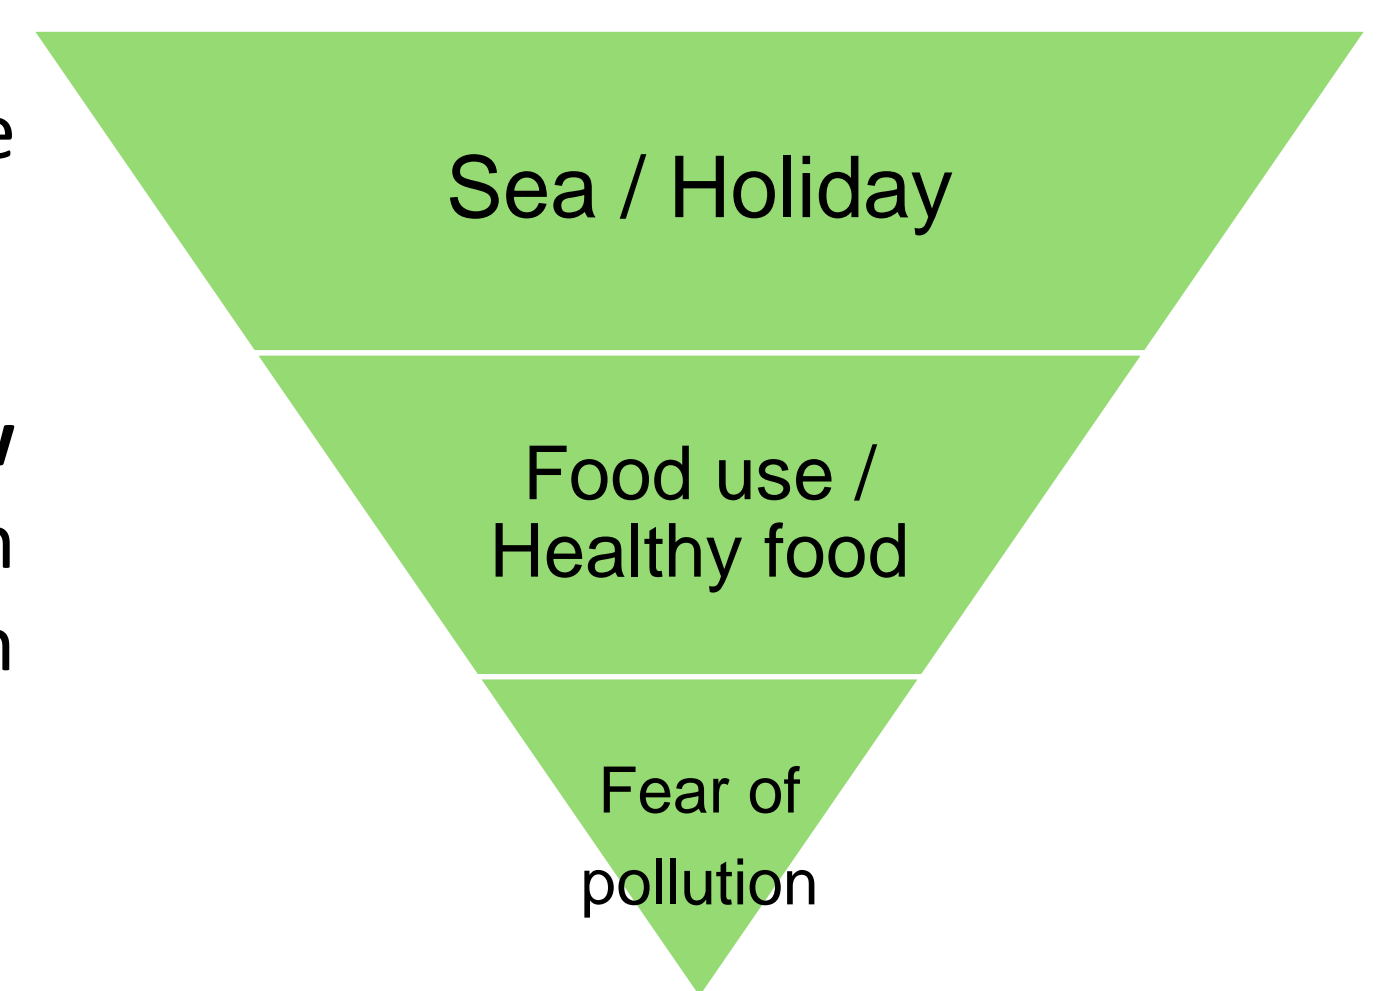 e
Sea / Holiday
w
Food use /
Healthy food
n
n
Fear of
pollution